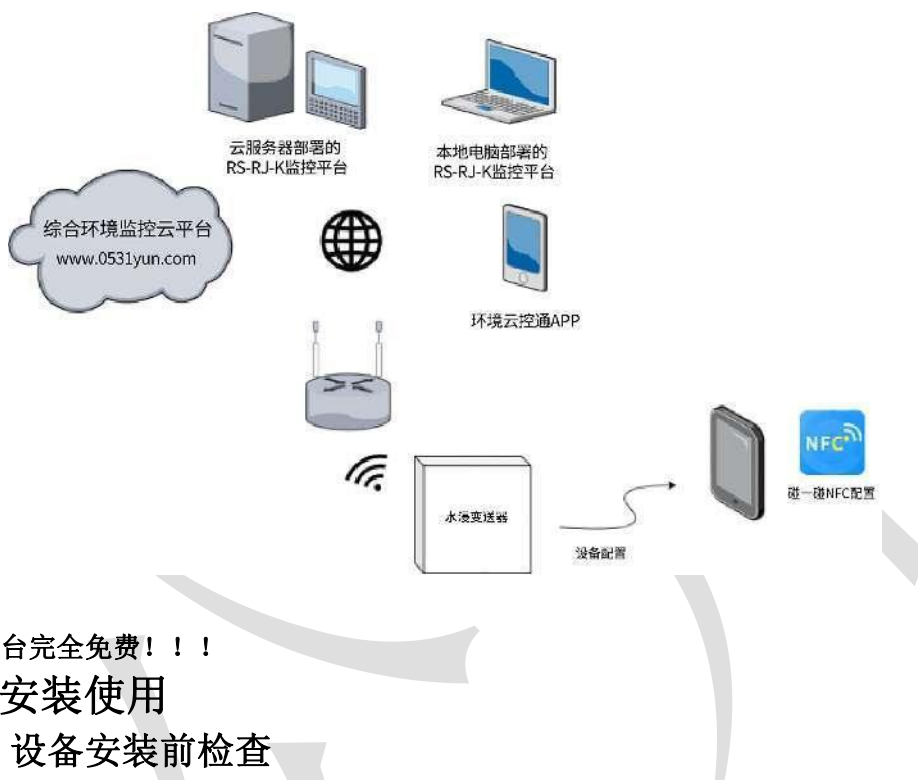 云服务器部署的
RS-RJ-K监控平台
本地电脑部署的
RS-RJ-K监控平台
综合环境监控云平台
www.0531yun.com
环境云控通APP
NFC
碰一碰NFC配置
水浸变送器
设备配置
台完全免费！！！
安装使用
设备安装前检查